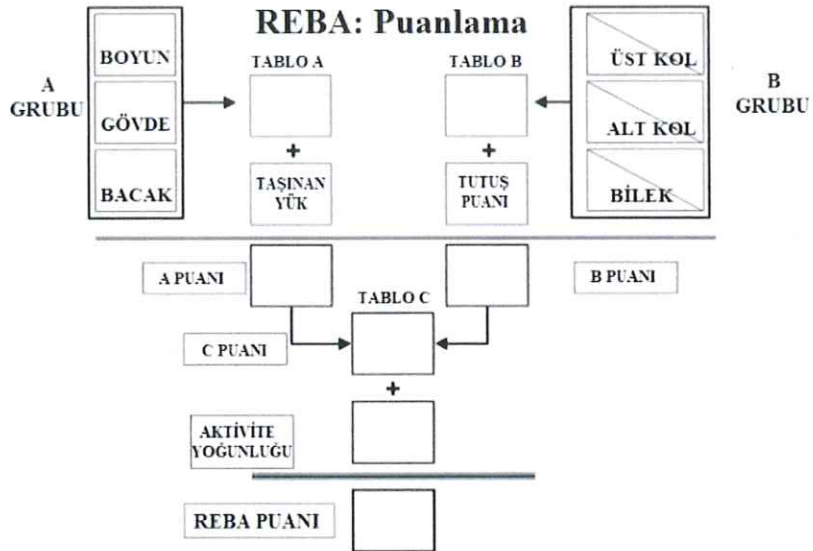 REBA: Puanlama
A
GRUBU
BOYUN
GÖVDE
BACAK
TABLO A
+
TAŞINAN
YÜK
TABLO B
+
TUTUŞ
PUANI
ÜST KOL
ALT KOL
BİLEK
B
GRUBU
A PUANI
B PUANI
TABLO C
C PUANI
+
AKTİVİTE
YOĞUNLUĞU
REBA PUANI